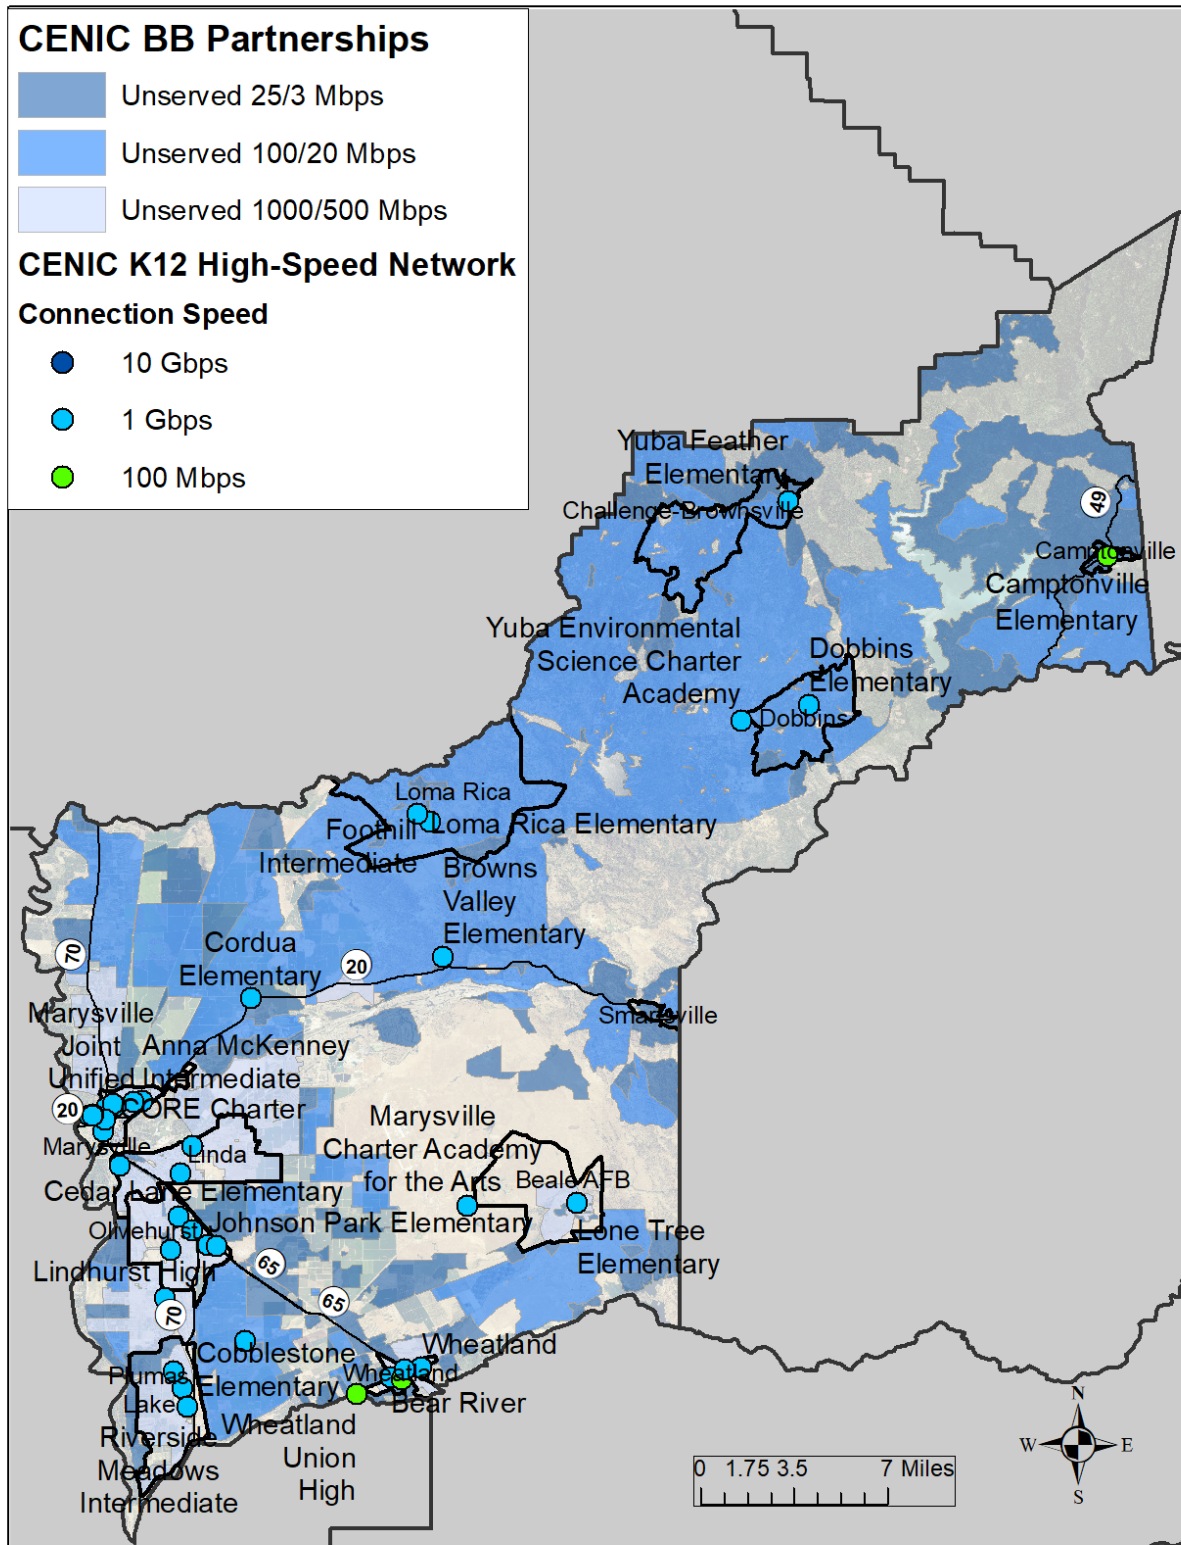 CENIC BB Partnerships
Unserved 25/3 Mbps
Unserved 100/20 Mbps
Unserved 1000/500 Mbps
CENIC K12 High-Speed Network
Connection Speed
10 Gbps
1 Gbps
100 Mbps
Yuba Feather
Elementary
Challenge-Brownsville
49
Camptonville
Camptonville
Elementary
Yuba Environmental
Science Charter
Academy
Dobbins
Elementary
Dobbins
Loma Rica
Foothill
Intermediate
Loma Rica Elementary
Browns
Valley
Elementary
Cordua
Elementary
20
70
Smartsville
Marysville
Joint
Unified
Anna McKenney
Intermediate
20
CORE Charter
Marysville
Linda
Marysville
Charter Academy
for the Arts
Beale AFB
Cedar Lane Elementary
Olivehurst
Johnson Park Elementary
Lone Tree
Elementary
Lindhurst High
65
65
70
Cobblestone
Elementary
Wheatland
Wheatland
Bear River
Plumas
Lake
Wheatland
Union
High
Riverside
Meadows
Intermediate
0 1.75 3.5 7 Miles
N
W E
S